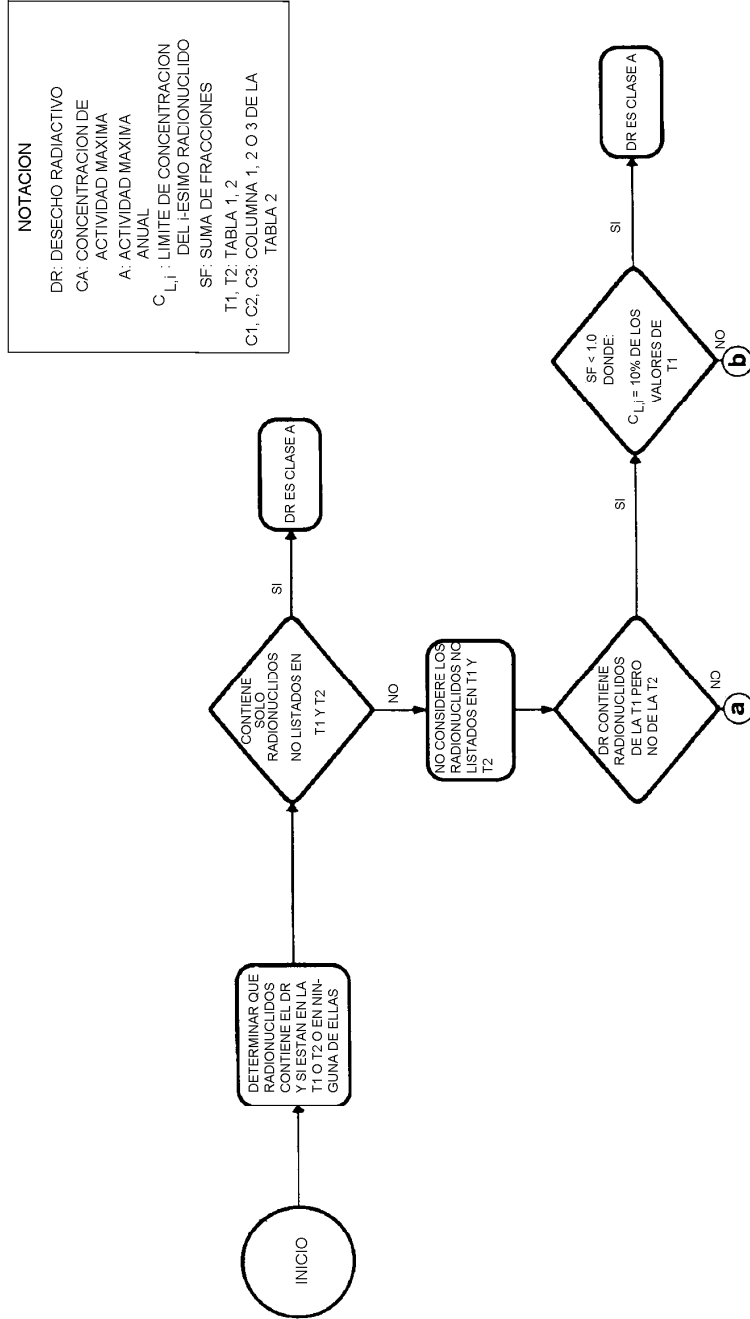 NOTACION
DR: DESECHO RADIACTIVO
CA: CONCENTRACION DE
ACTIVIDAD MAXIMA
A: ACTIVIDAD MAXIMA
ANUAL
C L,i : LIMITE DE CONCENTRACION
DEL i-ESIMO RADIONUCLIDO
SF: SUMA DE FRACCIONES
T1, T2: TABLA 1, 2
C1, C2, C3: COLUMNA 1, 2 O 3 DE LA
TABLA 2
INICIO
DETERMINAR QUE
RADIONUCLIDOS
CONTIENE EL DR
Y SI ESTAN EN LA
T1 O T2 O EN NIN-
GUNA DE ELLAS
CONTIENE
SOLO
RADIONUCLIDOS
NO LISTADOS EN
T1 Y T2
SI
DR ES CLASE A
NO
NO CONSIDERE LOS
RADIONUCLIDOS NO
LISTADOS EN T1 Y
T2
DR CONTIENE
RADIONUCLIDOS
DE LA T1 PERO
NO DE LA T2
NO
a
SI
SF < 1.0
DONDE:
C L,i = 10% DE LOS
VALORES DE
T1
NO
b
SI
DR ES CLASE A